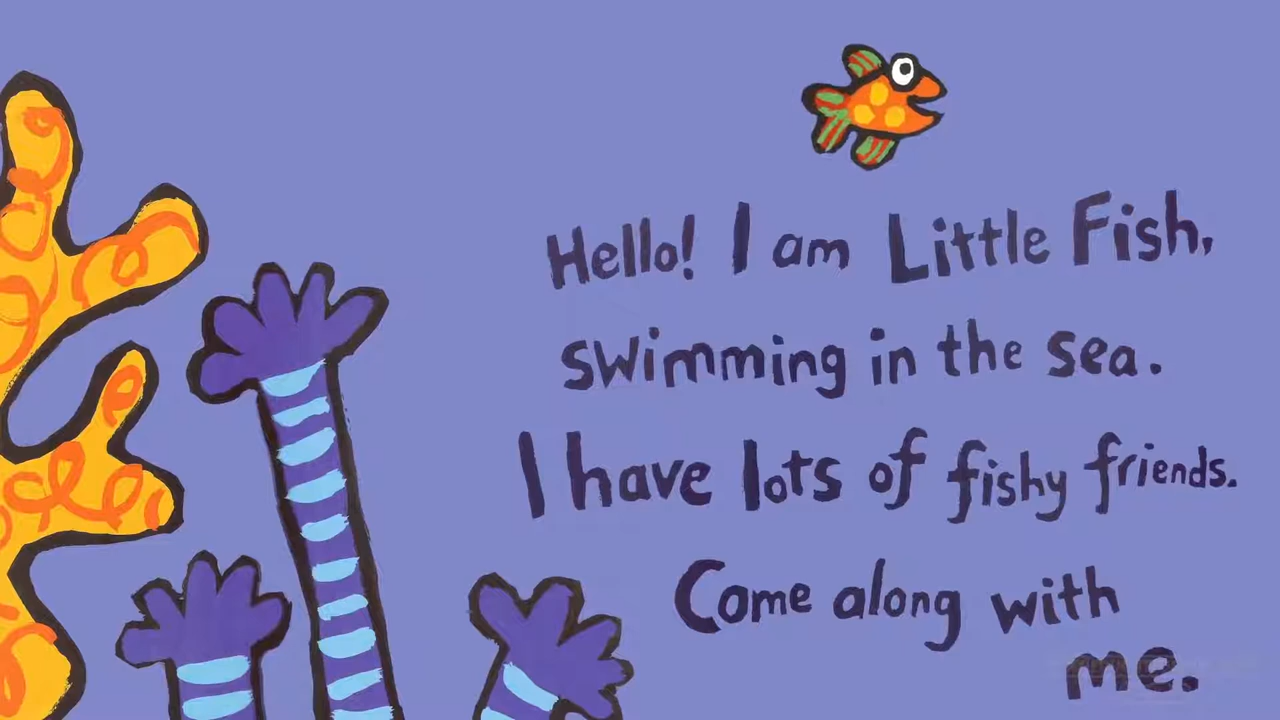 Hello! I am Little Fish,
swimming in the sea.
I have lots of fishy friends.
Come along with
me.